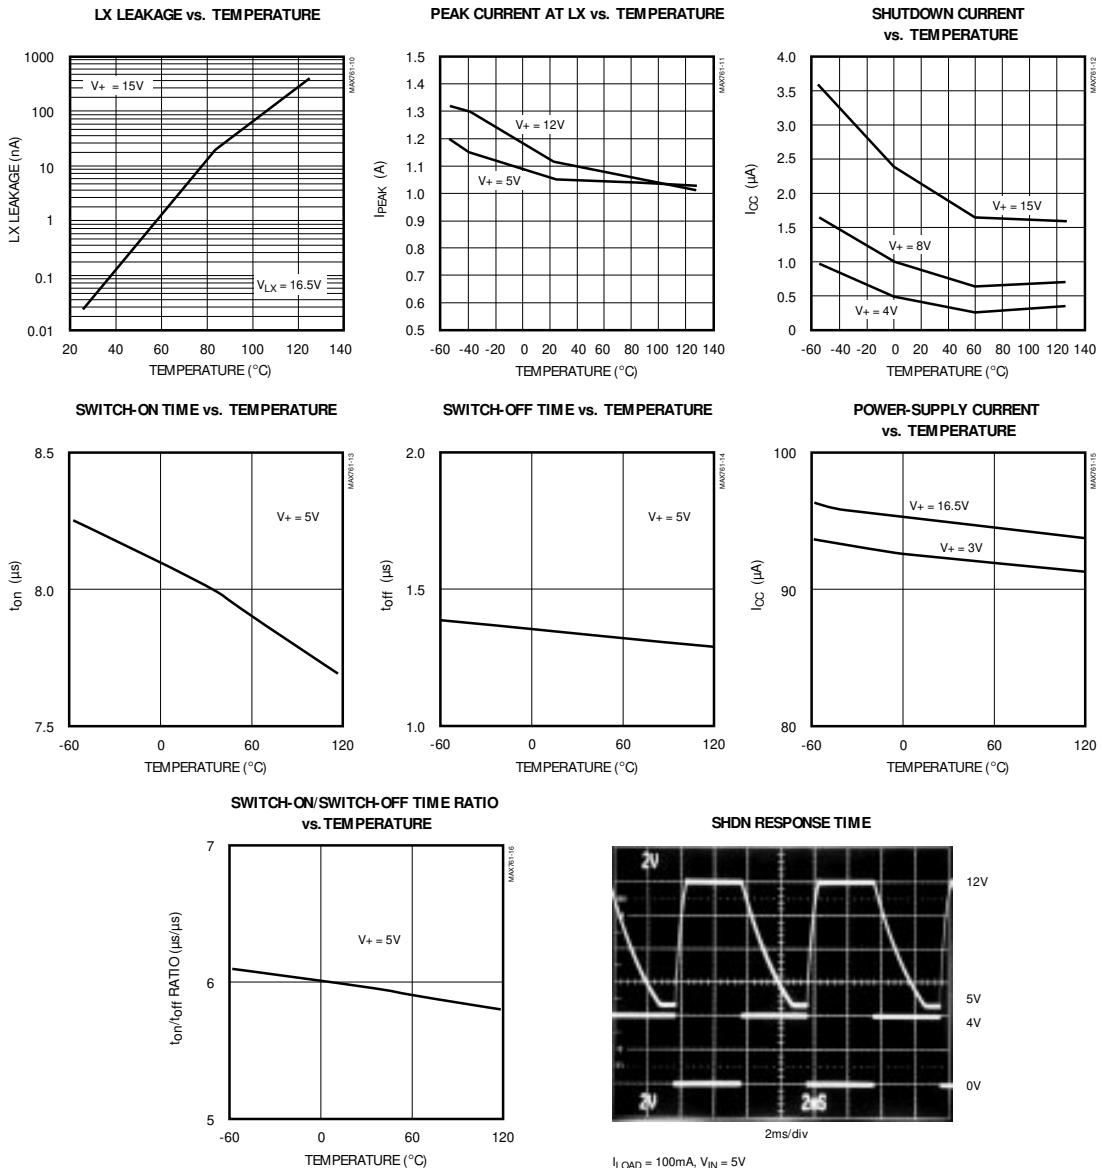 LX LEAKAGE vs. TEMPERATURE
1000
100
10
1
0.1
0.01
LX LEAKAGE (nA)
V+ = 15V
VLX = 16.5V
MAX761-10
20 40 60 80 100 120 140
TEMPERATURE (°C)
PEAK CURRENT AT LX vs. TEMPERATURE
1.5
1.4
1.3
1.2
1.1
1.0
0.9
0.8
0.7
0.6
0.5
IPEAK (A)
V+ = 12V
V+ = 5V
MAX761-11
-60 -40 -20 0 20 40 60 80 100 120 140
TEMPERATURE (°C)
SHUTDOWN CURRENT
vs. TEMPERATURE
4.0
3.5
3.0
2.5
2.0
1.5
1.0
0.5
0
ICC (µA)
V+ = 15V
V+ = 8V
V+ = 4V
MAX761-12
-60 -40 -20 0 20 40 60 80 100 120 140
TEMPERATURE (°C)
SWITCH-ON TIME vs. TEMPERATURE
8.5
8.0
7.5
ton (µs)
V+ = 5V
MAX761-13
-60 0 60 120
TEMPERATURE (°C)
SWITCH-OFF TIME vs. TEMPERATURE
2.0
1.5
1.0
toff (µs)
V+ = 5V
MAX761-14
-60 0 60 120
TEMPERATURE (°C)
POWER-SUPPLY CURRENT
vs. TEMPERATURE
100
90
80
ICC (µA)
V+ = 16.5V
V+ = 3V
MAX761-15
-60 0 60 120
TEMPERATURE (°C)
SWITCH-ON/SWITCH-OFF TIME RATIO
vs. TEMPERATURE
7
6
5
ton/toff RATIO (µs/µs)
V+ = 5V
MAX761-16
-60 0 60 120
TEMPERATURE (°C)
SHDN RESPONSE TIME
2V
12V
5V
4V
0V
2V 2mS
2ms/div
ILOAD = 100mA, VIN = 5V